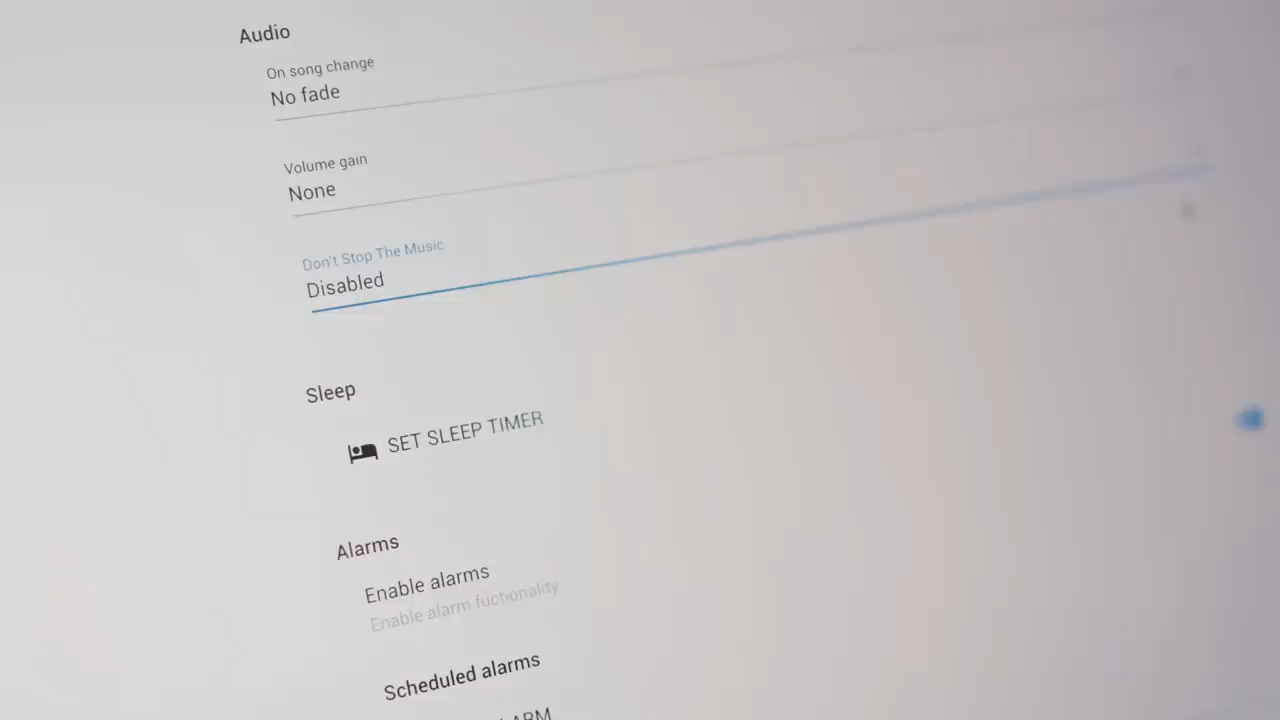 Audio
On song change
No fade
Volume gain
None
Don't Stop The Music
Disabled
Sleep
SET SLEEP TIMER
Alarms
Enable alarms
Enable alarm fuctionality
Scheduled alarms